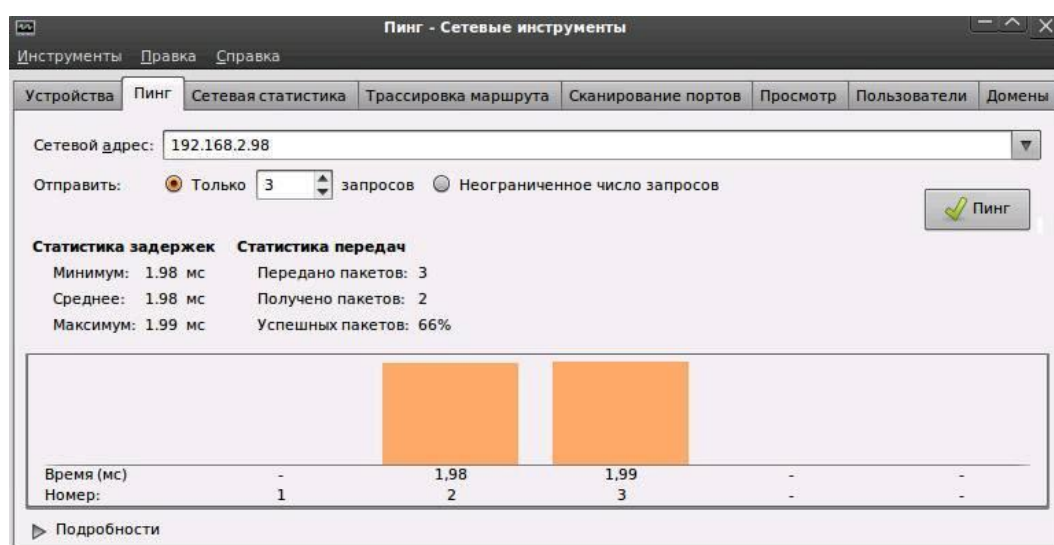 Пинг - Сетевые инструменты
Инструменты Правка Справка
Устройства Пинг Сетевая статистика Трассировка маршрута Сканирование портов Просмотр Пользователи Домены
Сетевой адрес: 192.168.2.98
Отправить: Только 3 запросов Неограниченное число запросов
Пинг
Статистика задержек Статистика передач
Минимум: 1.98 мс Передано пакетов: 3
Среднее: 1.98 мс Получено пакетов: 2
Максимум: 1.99 мс Успешных пакетов: 66%
Время (мс) - 1,98 1,99 - -
Номер: 1 2 3 - -
Подробности